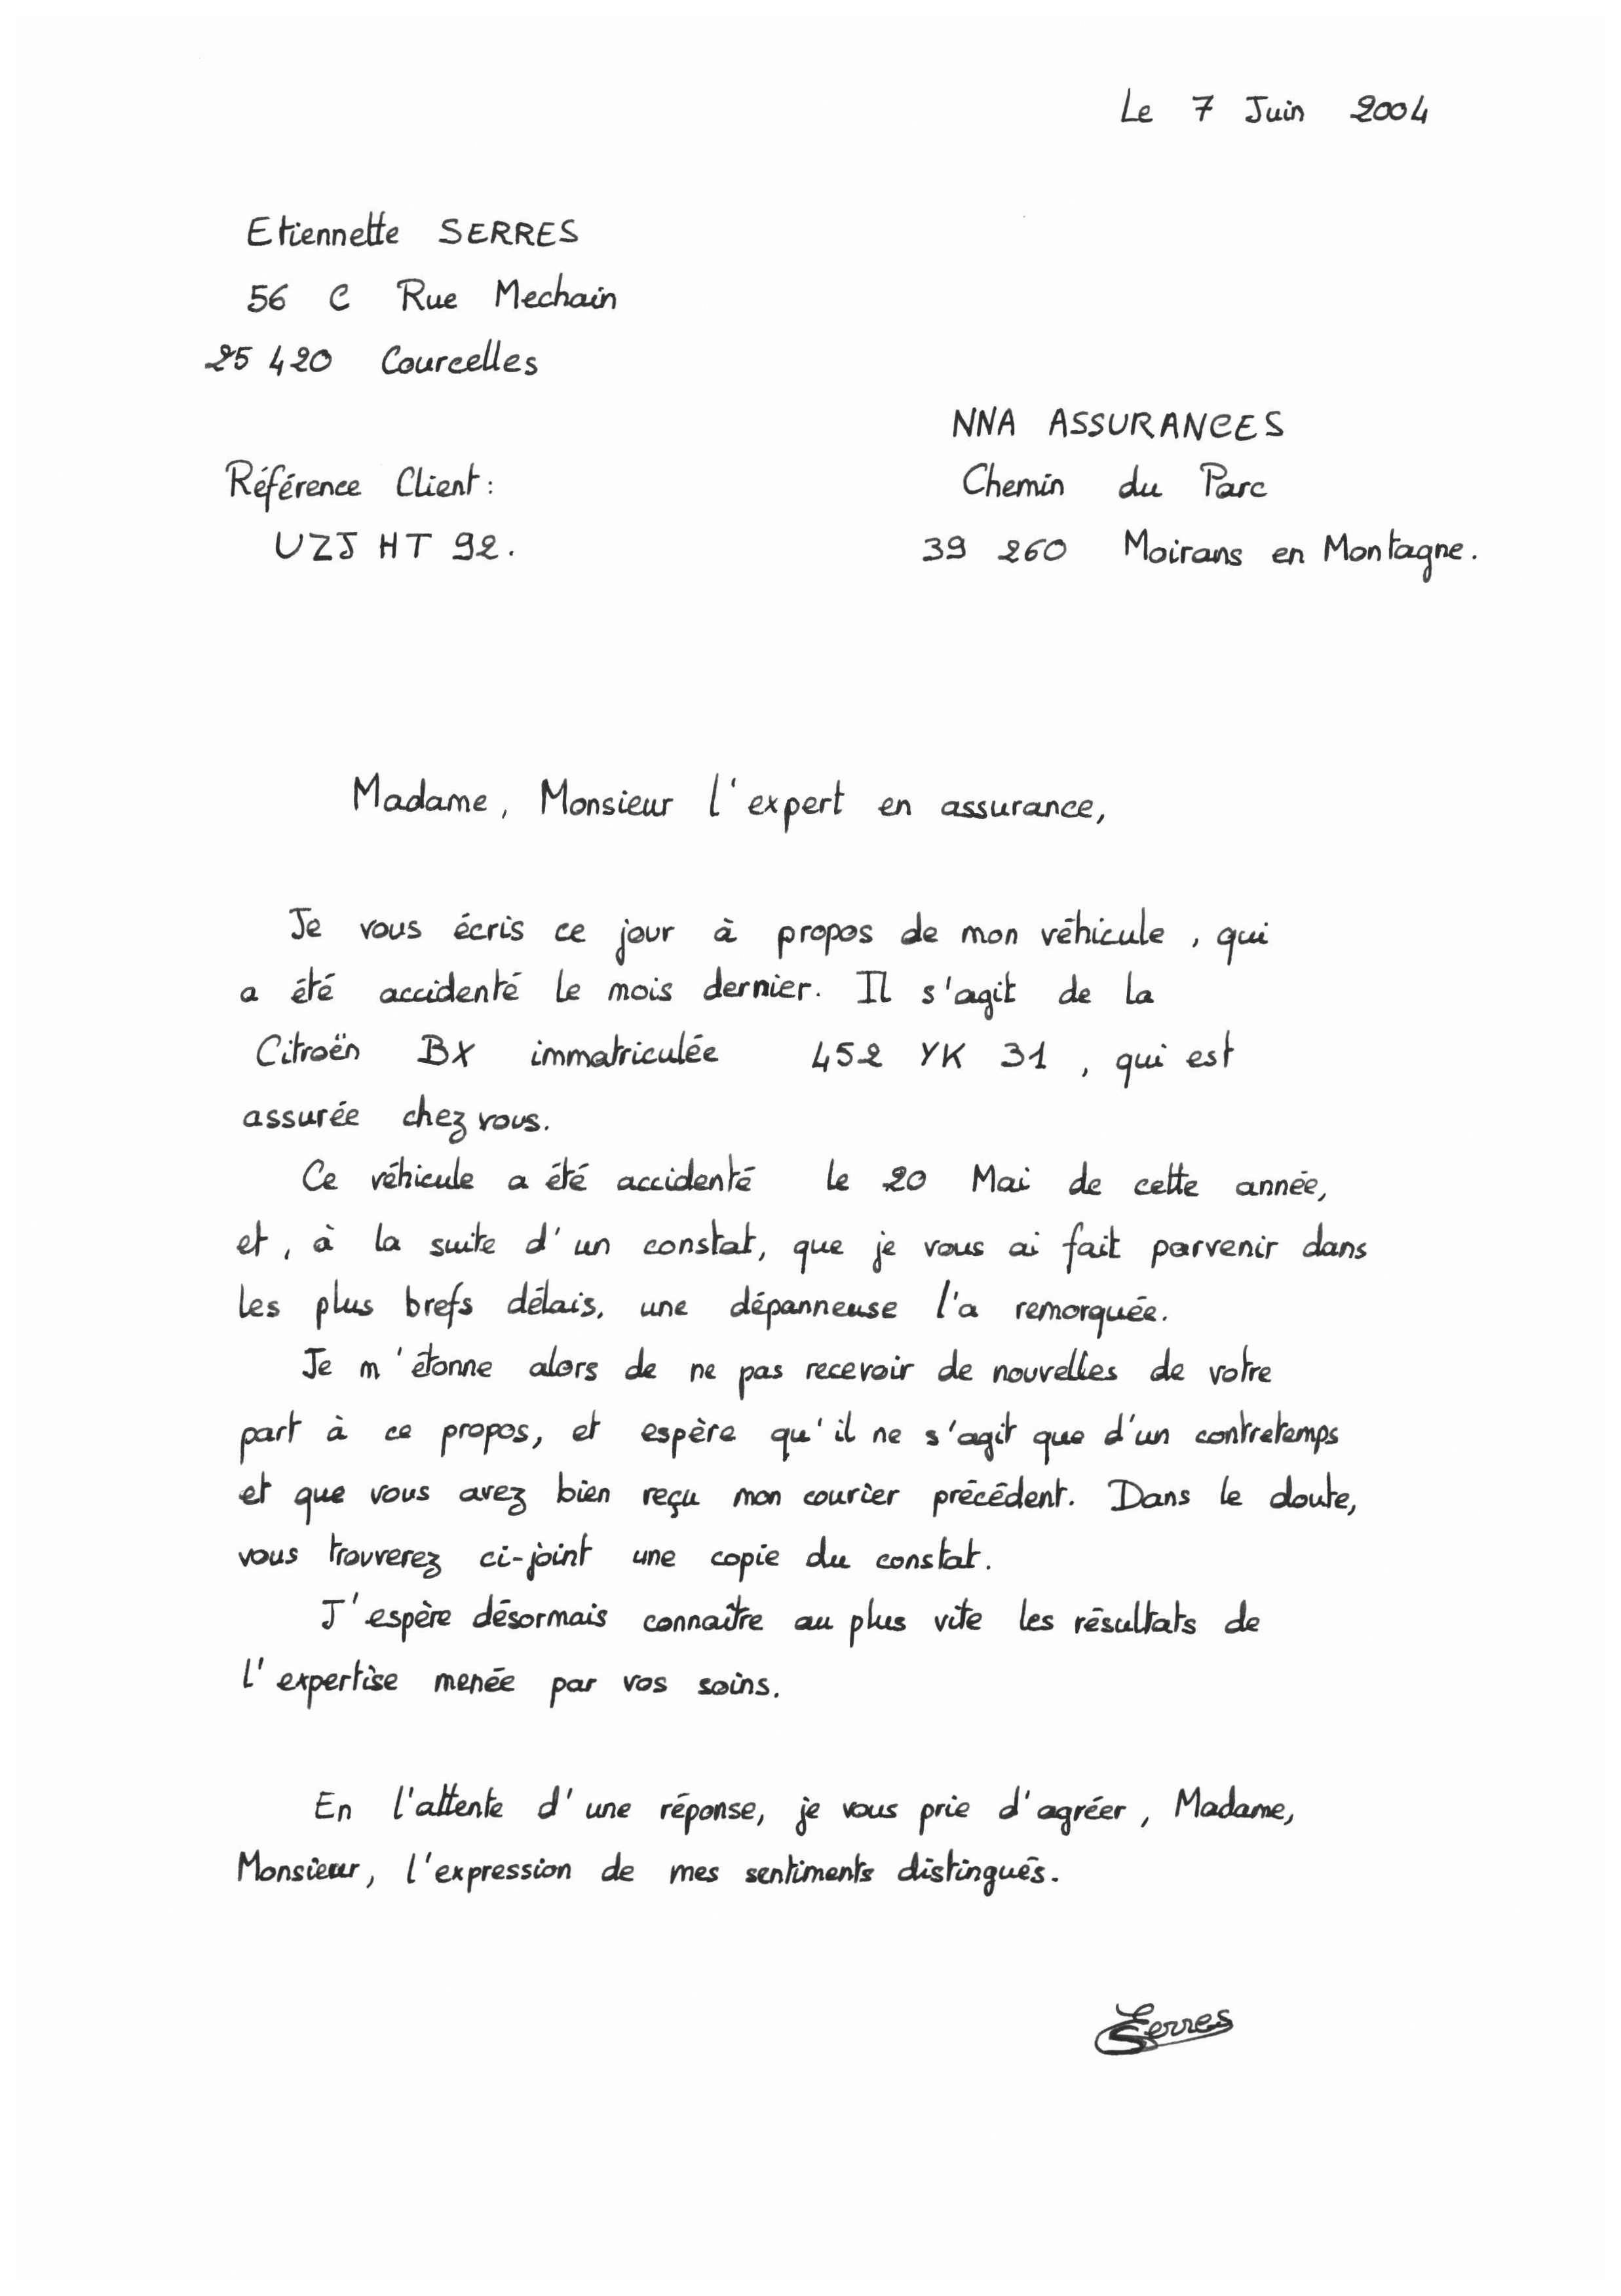 Le 7 Juin 2004
Etiennette SERRES
56 C Rue Mechain
25 420 Courcelles
NNA ASSURANCES
Référence Client :
Chemin du Parc
UZJ HT 92.
39 260 Moirans en Montagne.
Madame, Monsieur l'expert en assurance,
Je vous écris ce jour à propos de mon véhicule, qui
a été accidenté le mois dernier. Il s'agit de la
Citroën BX immatriculée 452 YK 31, qui est
assurée chez vous.
Ce véhicule a été accidenté le 20 Mai de cette année,
et, à la suite d'un constat, que je vous ai fait parvenir dans
les plus brefs délais, une dépanneuse l'a remorquée.
Je m'étonne alors de ne pas recevoir de nouvelles de votre
part à ce propos, et espère qu'il ne s'agit que d'un contretemps
et que vous avez bien reçu mon courier précédent. Dans le doute,
vous trouverez ci-joint une copie du constat.
J'espère désormais connaître au plus vite les résultats de
l'expertise menée par vos soins.
En l'attente d'une réponse, je vous prie d'agréer, Madame,
Monsieur, l'expression de mes sentiments distingués.
Serres